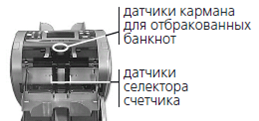 датчики кармана
для отбракованных
банкнот
датчики
селектора
счетчика